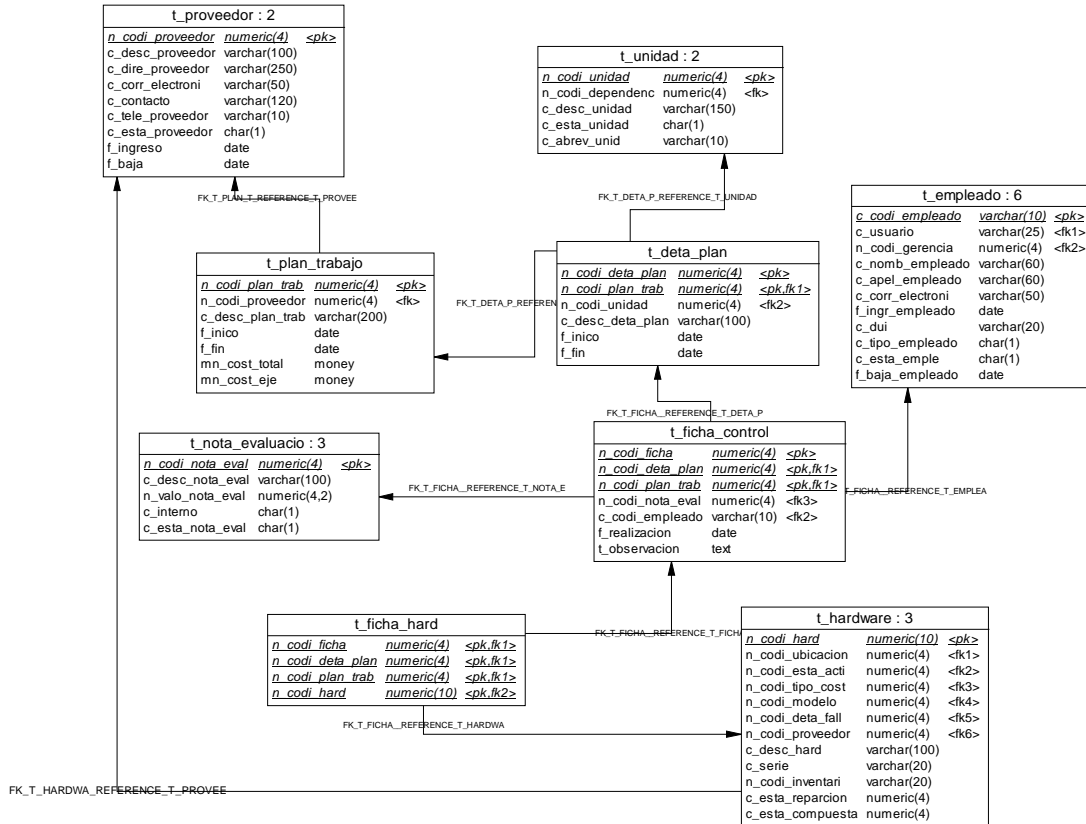 t_proveedor : 2
n_codi_proveedor numeric(4) <pk>
c_desc_proveedor varchar(100)
c_dire_proveedor varchar(250)
c_corr_electroni varchar(50)
c_contacto varchar(120)
c_tele_proveedor varchar(10)
c_esta_proveedor char(1)
f_ingreso date
f_baja date
t_unidad : 2
n_codi_unidad numeric(4) <pk>
n_codi_dependenc numeric(4) <fk>
c_desc_unidad varchar(150)
c_esta_unidad char(1)
c_abrev_unid varchar(10)
FK_T_PLAN_T_REFERENCE_T_PROVEE
FK_T_DETA_P_REFERENCE_T_UNIDAD
t_empleado : 6
c_codi_empleado varchar(10) <pk>
c_usuario varchar(25) <fk1>
n_codi_gerencia numeric(4) <fk2>
c_nomb_empleado varchar(60)
c_apel_empleado varchar(60)
c_corr_electroni varchar(50)
f_ingr_empleado date
c_dui varchar(20)
c_tipo_empleado char(1)
c_esta_emple char(1)
f_baja_empleado date
t_plan_trabajo
n_codi_plan_trab numeric(4) <pk>
n_codi_proveedor numeric(4) <fk>
c_desc_plan_trab varchar(200)
f_inico date
f_fin date
mn_cost_total money
mn_cost_eje money
FK_T_DETA_P_REFEREN
t_deta_plan
n_codi_deta_plan numeric(4) <pk>
n_codi_plan_trab numeric(4) <pk,fk1>
n_codi_unidad numeric(4) <fk2>
c_desc_deta_plan varchar(100)
f_inico date
f_fin date
FK_T_FICHA__REFERENCE_T_DETA_P
t_nota_evaluacio : 3
n_codi_nota_eval numeric(4) <pk>
c_desc_nota_eval varchar(100)
n_valo_nota_eval numeric(4,2)
c_interno char(1)
c_esta_nota_eval char(1)
FK_T_FICHA__REFERENCE_T_NOTA_E
t_ficha_control
n_codi_ficha numeric(4) <pk>
n_codi_deta_plan numeric(4) <pk,fk1>
n_codi_plan_trab numeric(4) <pk,fk1>
n_codi_nota_eval numeric(4) <fk3>
c_codi_empleado varchar(10) <fk2>
f_realizacion date
t_observacion text
T_FICHA__REFERENCE_T_EMPLEA
t_ficha_hard
n_codi_ficha numeric(4) <pk,fk1>
n_codi_deta_plan numeric(4) <pk,fk1>
n_codi_plan_trab numeric(4) <pk,fk1>
n_codi_hard numeric(10) <pk,fk2>
FK_T_FICHA__REFERENCE_T_FICHA
FK_T_FICHA__REFERENCE_T_HARDWA
t_hardware : 3
n_codi_hard numeric(10) <pk>
n_codi_ubicacion numeric(4) <fk1>
n_codi_esta_acti numeric(4) <fk2>
n_codi_tipo_cost numeric(4) <fk3>
n_codi_modelo numeric(4) <fk4>
n_codi_deta_fall numeric(4) <fk5>
n_codi_proveedor numeric(4) <fk6>
c_desc_hard varchar(100)
c_serie varchar(20)
n_codi_inventari varchar(20)
c_esta_reparcion numeric(4)
c_esta_compuesta numeric(4)
FK_T_HARDWA_REFERENCE_T_PROVEE